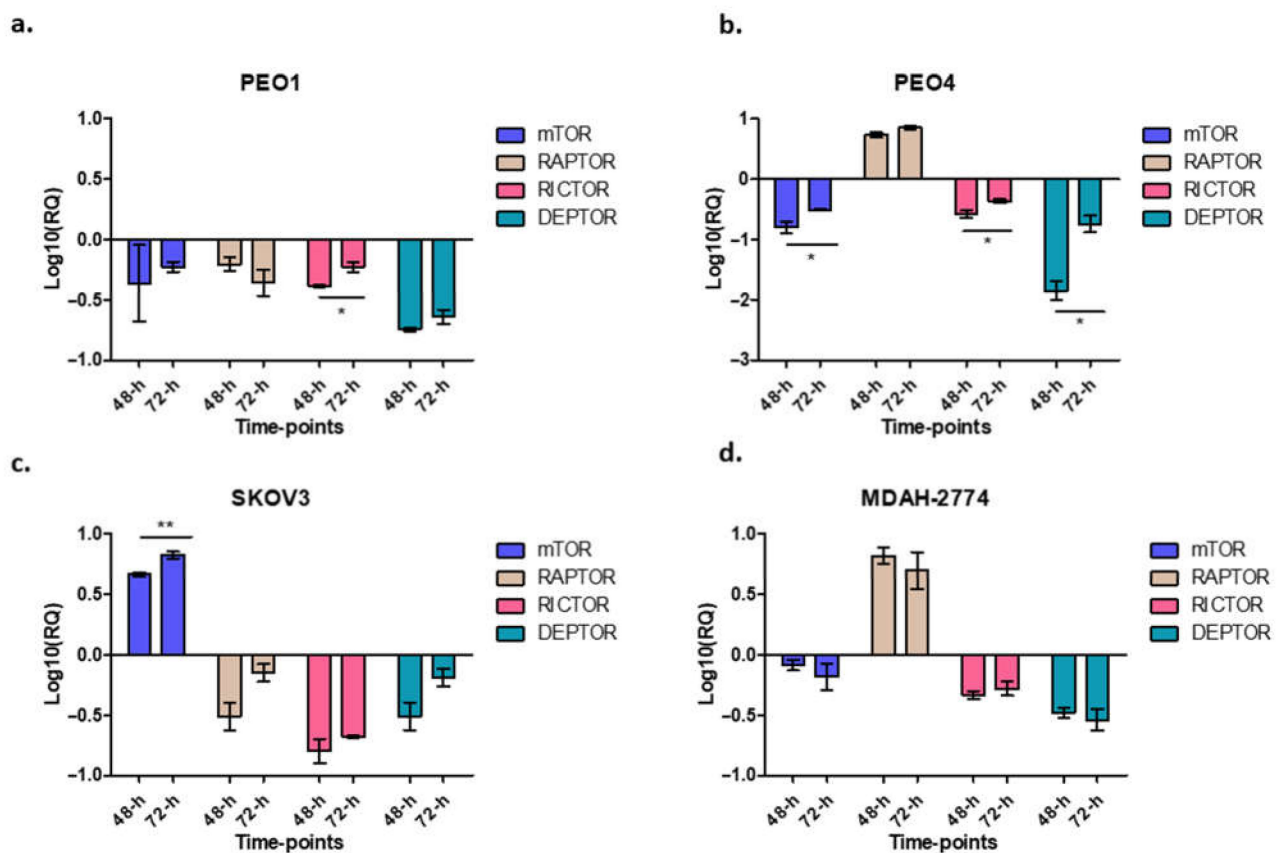 a.
PEO1
Log10(RQ)
1.0
0.5
0.0
−0.5
−1.0
*
48-h 72-h 48-h 72-h 48-h 72-h 48-h 72-h
Time-points
mTOR
RAPTOR
RICTOR
DEPTOR
b.
PEO4
Log10(RQ)
1
0
−1
−2
−3
* * *
48-h 72-h 48-h 72-h 48-h 72-h 48-h 72-h
Time-points
mTOR
RAPTOR
RICTOR
DEPTOR
c.
SKOV3
Log10(RQ)
1.0
0.5
0.0
−0.5
−1.0
**
48-h 72-h 48-h 72-h 48-h 72-h 48-h 72-h
Time-points
mTOR
RAPTOR
RICTOR
DEPTOR
d.
MDAH-2774
Log10(RQ)
1.0
0.5
0.0
−0.5
−1.0
48-h 72-h 48-h 72-h 48-h 72-h 48-h 72-h
Time-points
mTOR
RAPTOR
RICTOR
DEPTOR